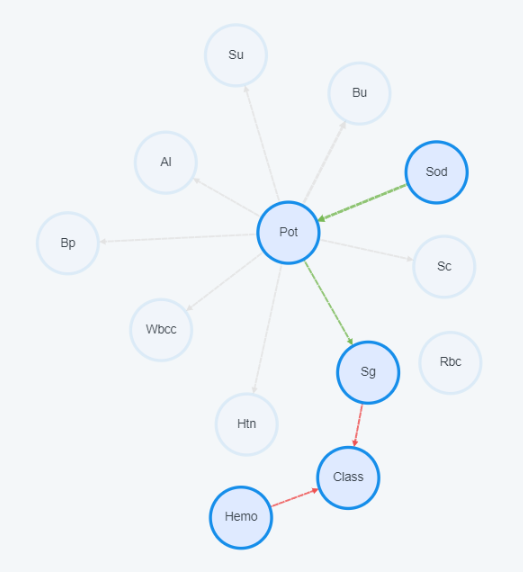 Su
Bu
Al
Sod
Pot
Bp
Sc
Wbcc
Rbc
Sg
Htn
Class
Hemo